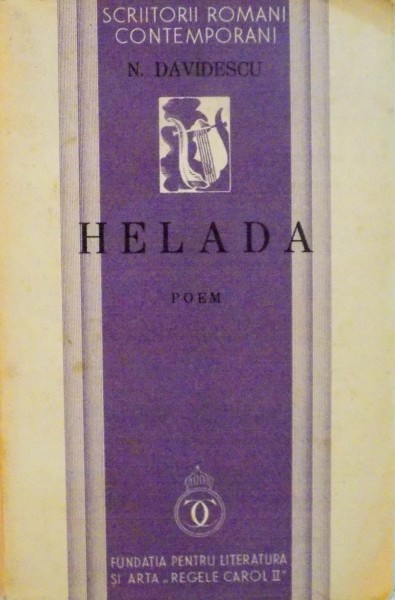 SCRIITORII ROMANI
CONTEMPORANI
N. DAVIDESCU
HELADA
POEM
FUNDATIA PENTRU LITERATURA
ȘI ARTA „REGELE CAROL II"